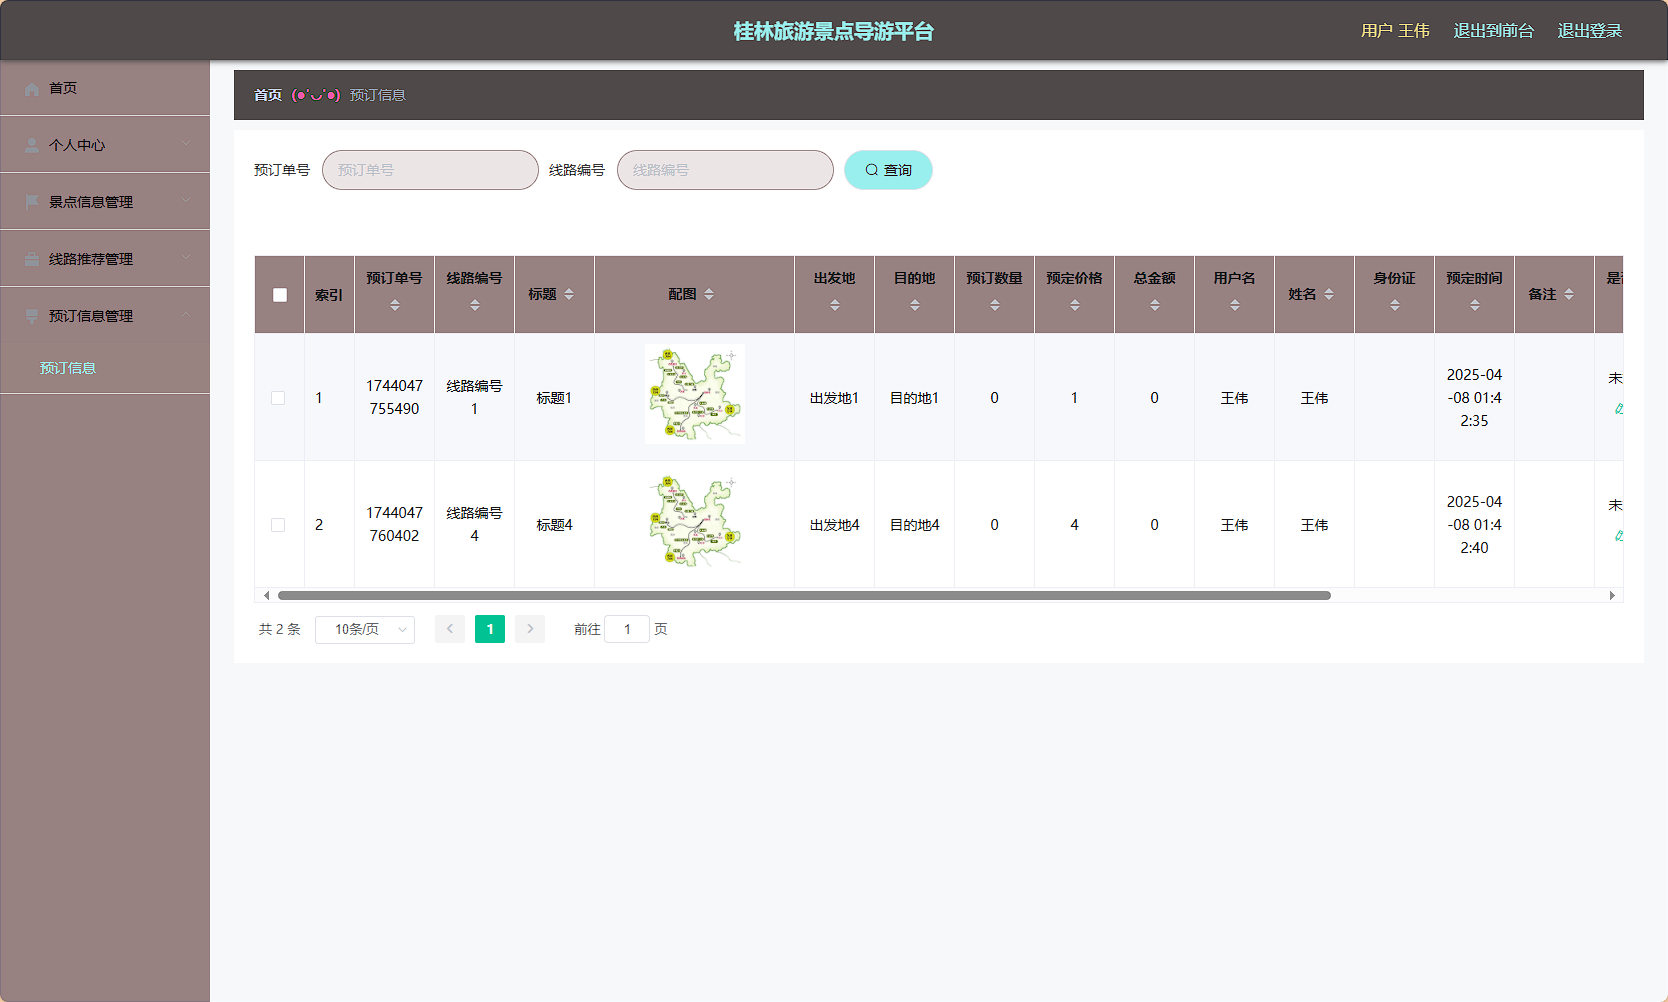 桂林旅游景点导游平台
用户 王伟 退出到前台 退出登录
首页
个人中心
景点信息管理
线路推荐管理
预订信息管理
预订信息
首页 (●'◡'●) 预订信息
预订单号 预订单号 线路编号 线路编号 查询
索引 预订单号 线路编号 标题 配图 出发地 目的地 预订数量 预定价格 总金额 用户名 姓名 身份证 预定时间 备注
1 1744047 线路编号 标题1 出发地1 目的地1 0 1 0 王伟 王伟 2025-04 未
755490 1 -08 01:4
2:35
2 1744047 线路编号 标题4 出发地4 目的地4 0 4 0 王伟 王伟 2025-04 未
760402 4 -08 01:4
2:40
共 2 条 10条/页 1 前往 1 页